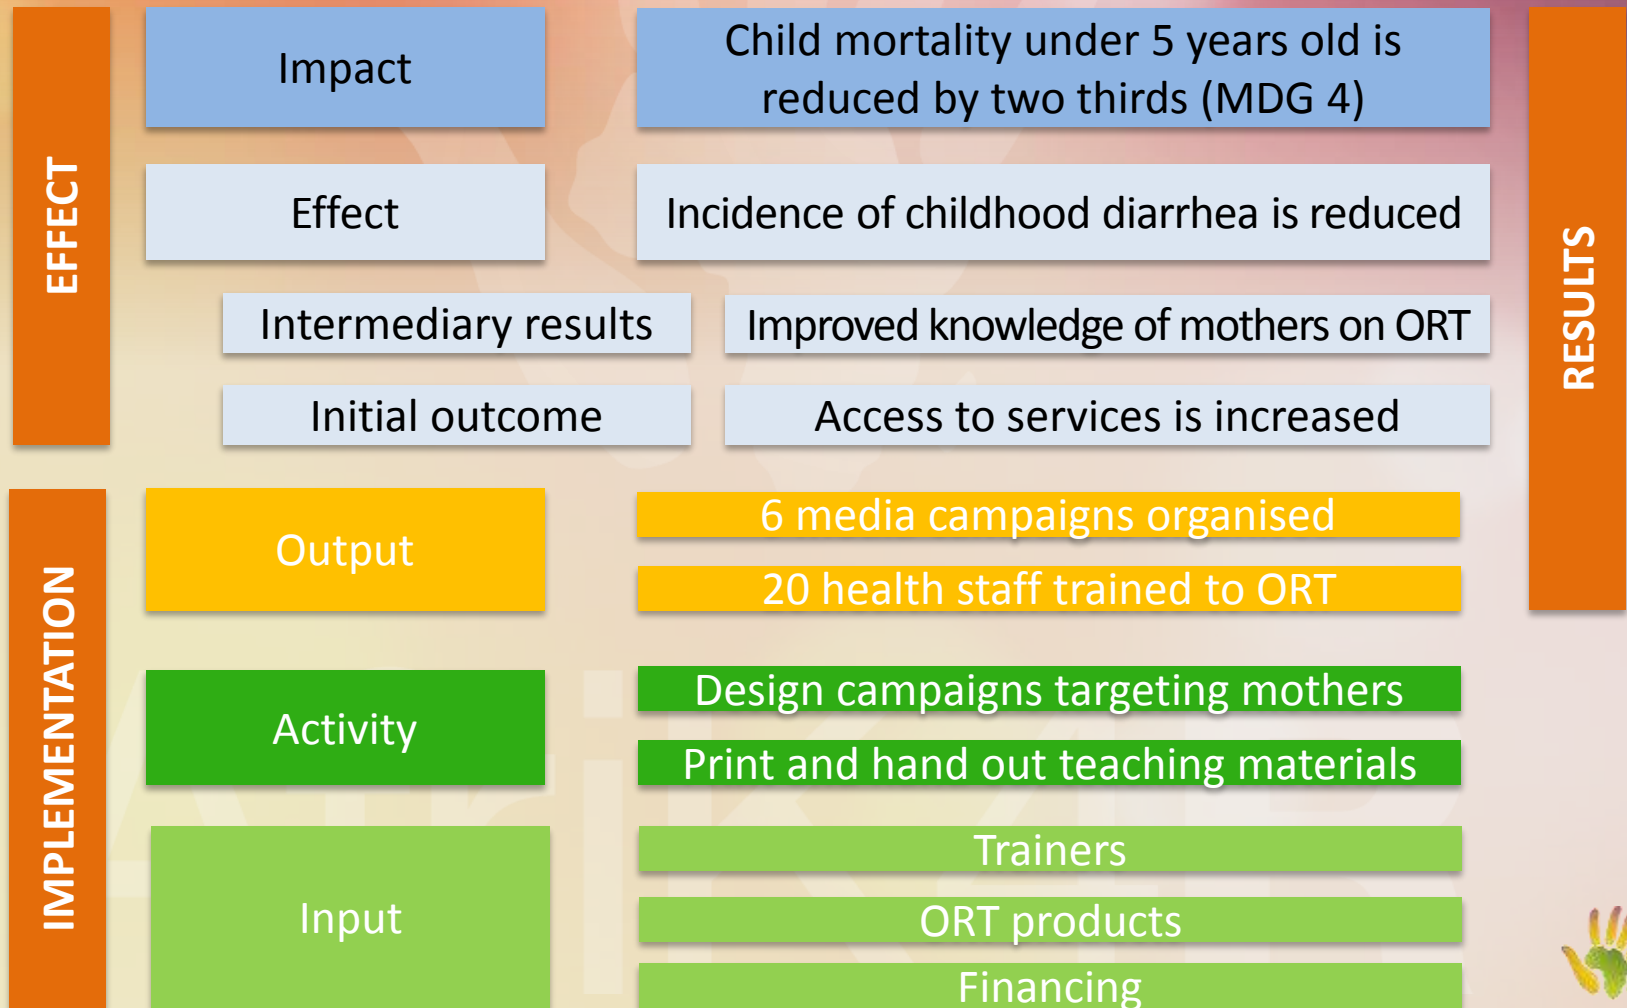 EFFECT
Impact
Child mortality under 5 years old is
reduced by two thirds (MDG 4)
Effect
Incidence of childhood diarrhea is reduced
Intermediary results
Improved knowledge of mothers on ORT
Initial outcome
Access to services is increased
RESULTS
IMPLEMENTATION
Output
6 media campaigns organised
20 health staff trained to ORT
Activity
Design campaigns targeting mothers
Print and hand out teaching materials
Input
Trainers
ORT products
Financing